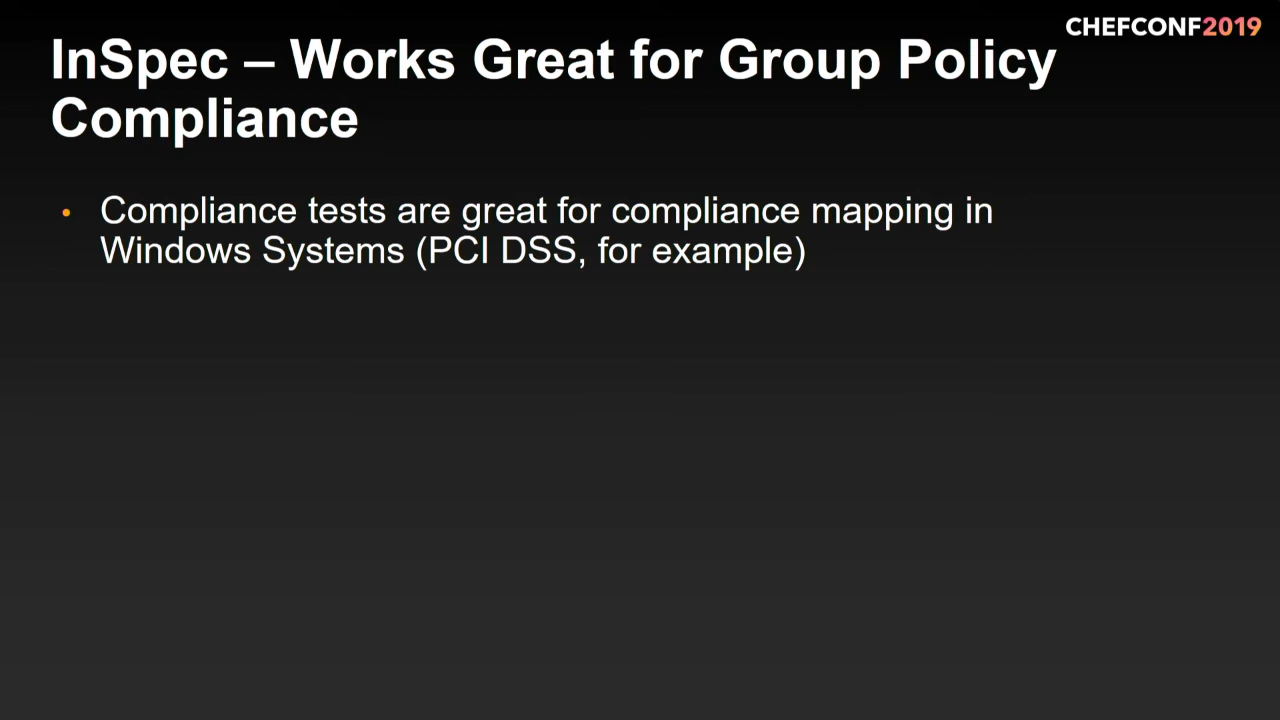 CHEFCONF2019
InSpec – Works Great for Group Policy
Compliance
• Compliance tests are great for compliance mapping in
Windows Systems (PCI DSS, for example)